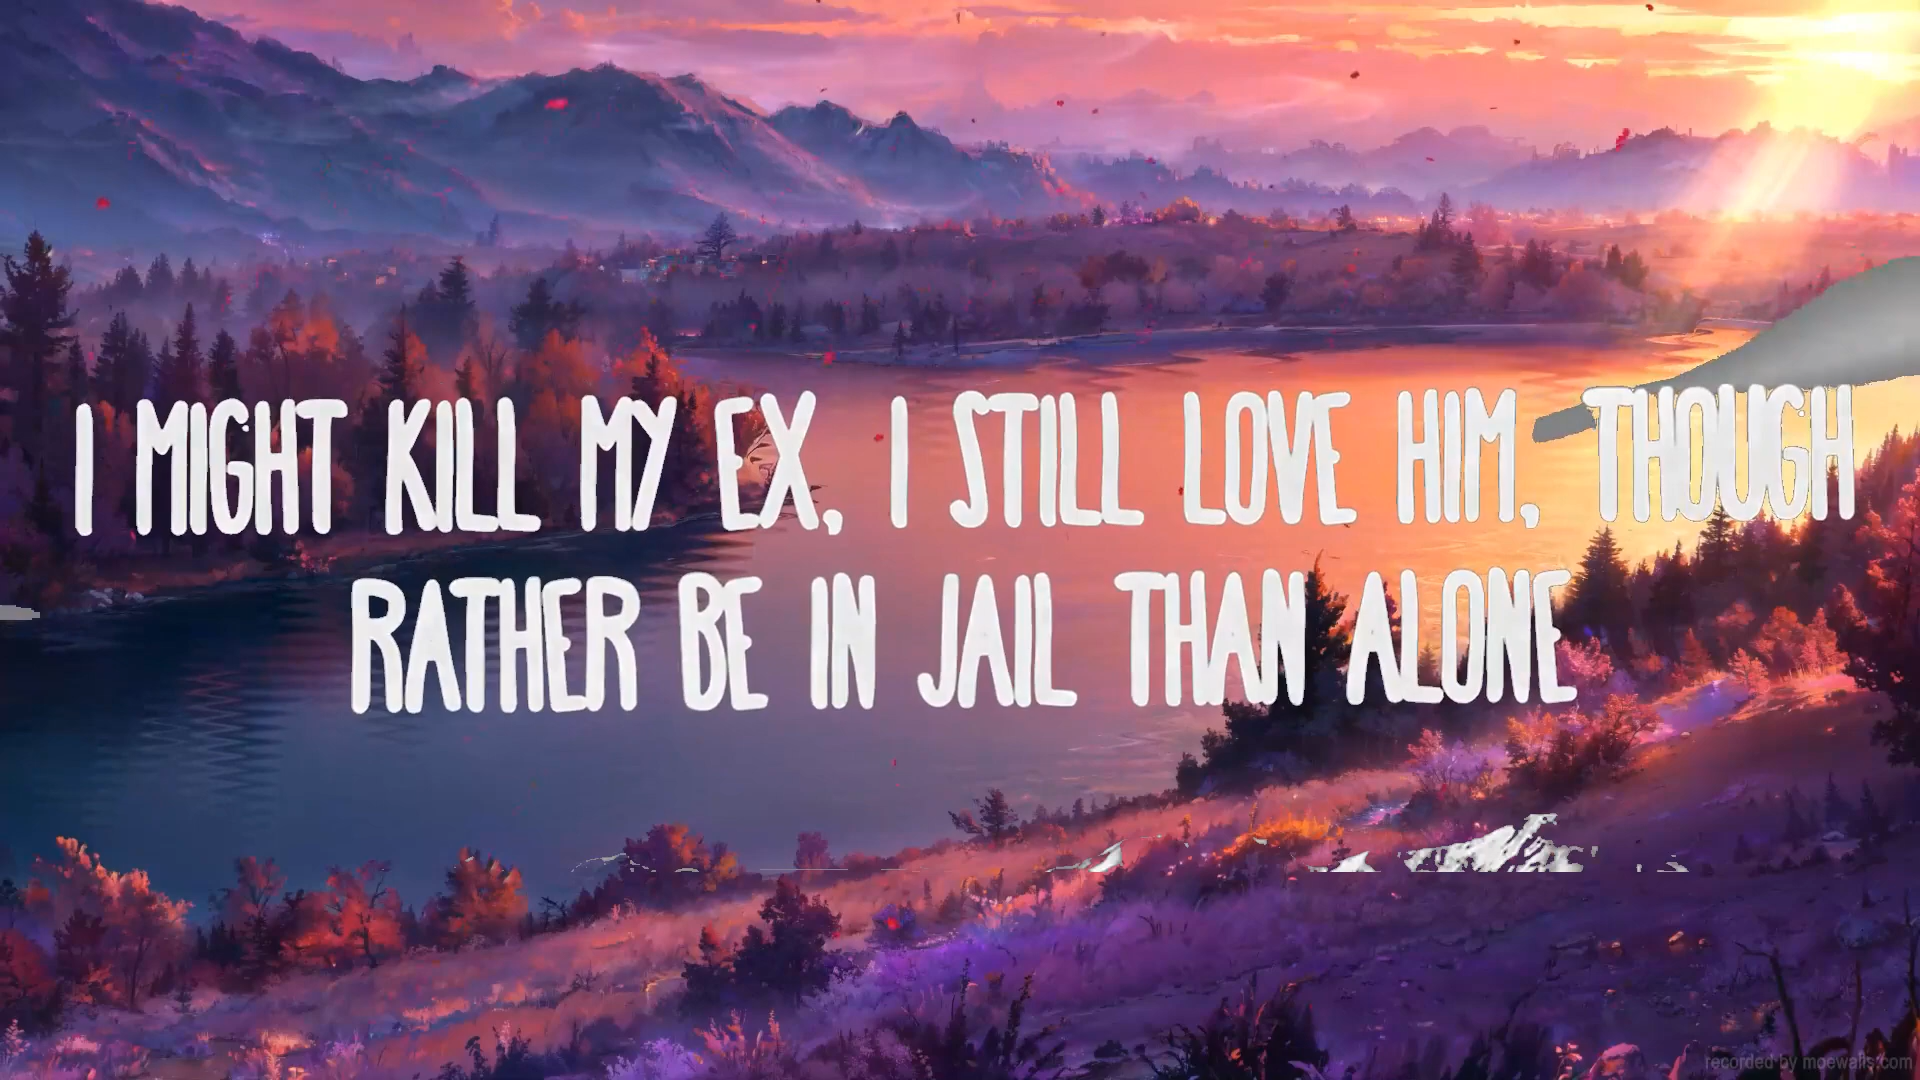 I MIGHT KILL MY EX, I STILL LOVE HIM, THOUGH
RATHER BE IN JAIL THAN ALONE
recorded by moewalls.com